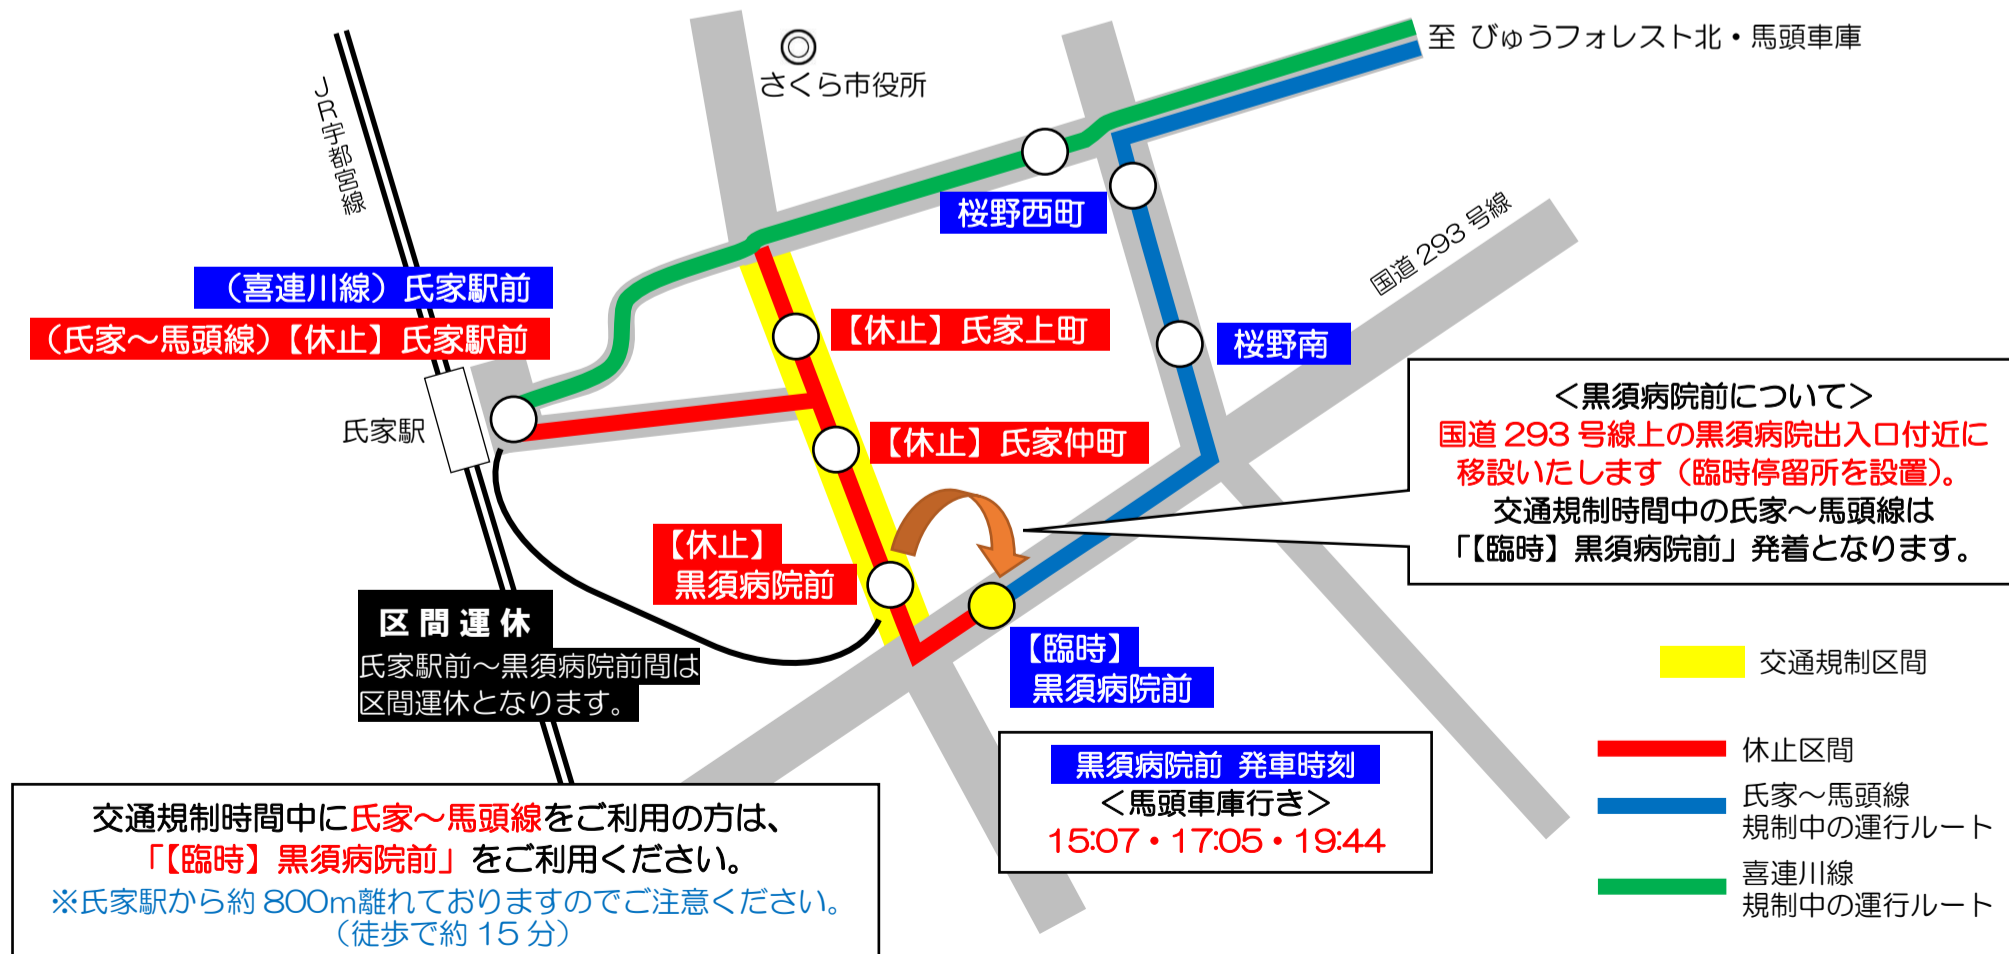 至 びゅうフォレスト北・馬頭車庫
さくら市役所
JR宇都宮線
桜野西町
国道 293 号線
（喜連川線）氏家駅前
（氏家～馬頭線）【休止】氏家駅前
【休止】氏家上町
桜野南
氏家駅
【休止】氏家仲町
＜黒須病院前について＞
国道 293 号線上の黒須病院出入口付近に
移設いたします（臨時停留所を設置）。
交通規制時間中の氏家～馬頭線は
「【臨時】黒須病院前」発着となります。
【休止】
黒須病院前
区間運休
氏家駅前～黒須病院前間は
区間運休となります。
【臨時】
黒須病院前
交通規制区間
休止区間
氏家～馬頭線
規制中の運行ルート
喜連川線
規制中の運行ルート
黒須病院前 発車時刻
＜馬頭車庫行き＞
15:07・17:05・19:44
交通規制時間中に氏家～馬頭線をご利用の方は、
「【臨時】黒須病院前」をご利用ください。
※氏家駅から約 800m離れておりますのでご注意ください。
（徒歩で約 15 分）